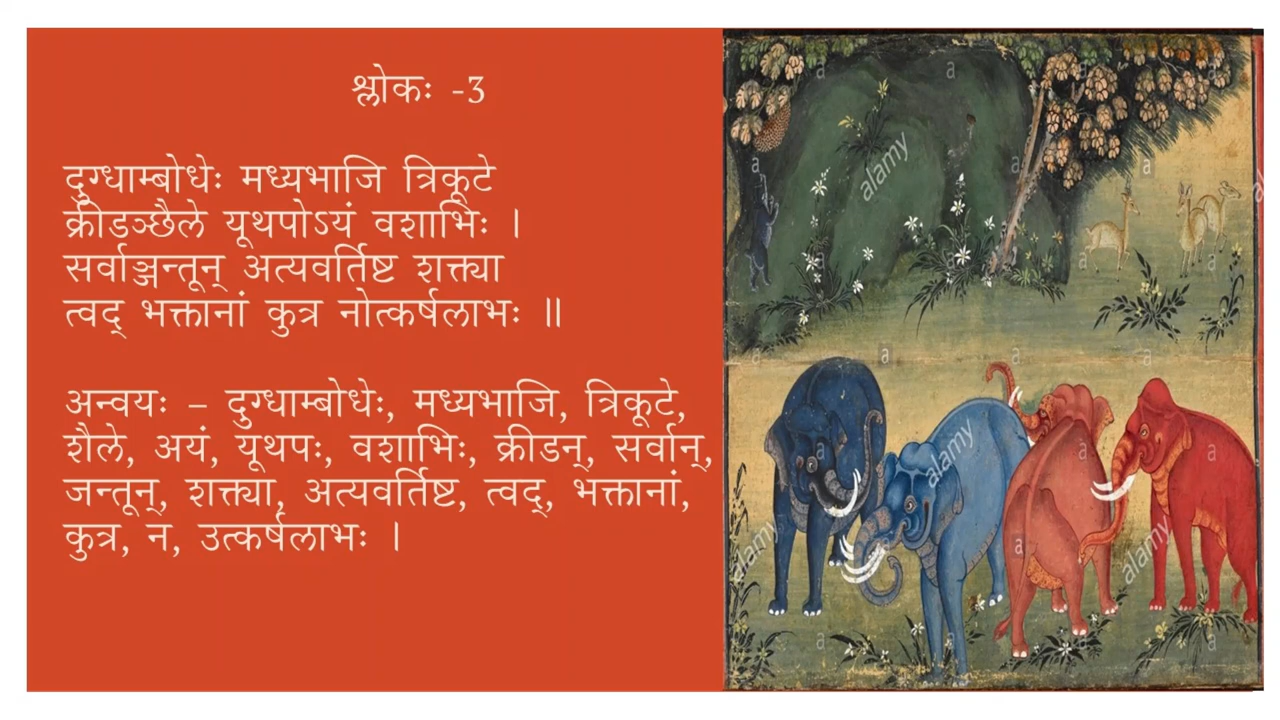 श्लोकः -3
दुग्धाम्बोधेः मध्यभाजि त्रिकूटे
क्रीडञ्छैले यूथपोऽयं वशाभिः ।
सर्वाञ्जन्तून् अत्यवर्तिष्ट शक्त्या
त्वद् भक्तानां कुत्र नोत्कर्षलाभः ॥
अन्वयः – दुग्धाम्बोधेः, मध्यभाजि, त्रिकूटे,
शैले, अयं, यूथपः, वशाभिः, क्रीडन्, सर्वान्,
जन्तून्, शक्त्या, अत्यवर्तिष्ट, त्वद्, भक्तानां,
कुत्र, न, उत्कर्षलाभः ।
alamy
alamy
alamy
alamy